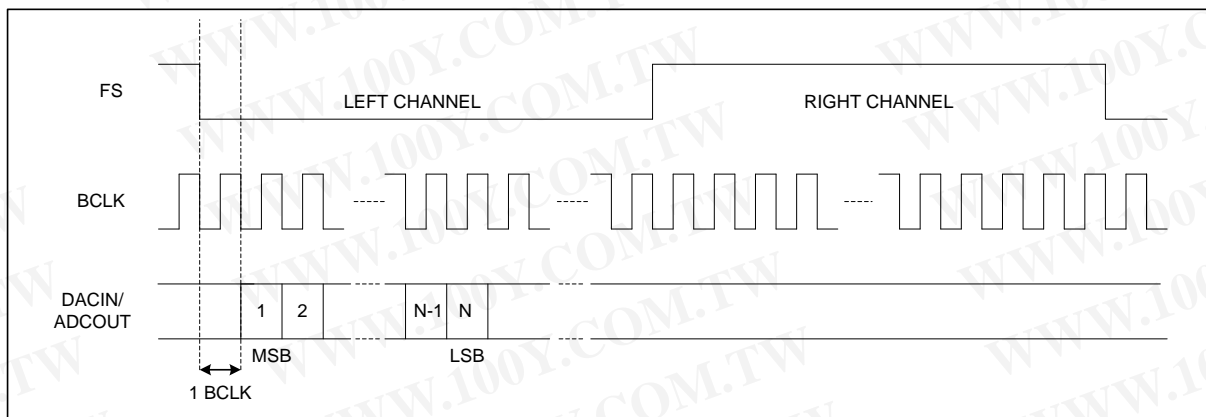 FS
LEFT CHANNEL
RIGHT CHANNEL
BCLK
DACIN/
ADCOUT
1
2
N-1
N
MSB
LSB
1 BCLK
WWW.100Y.COM.TW